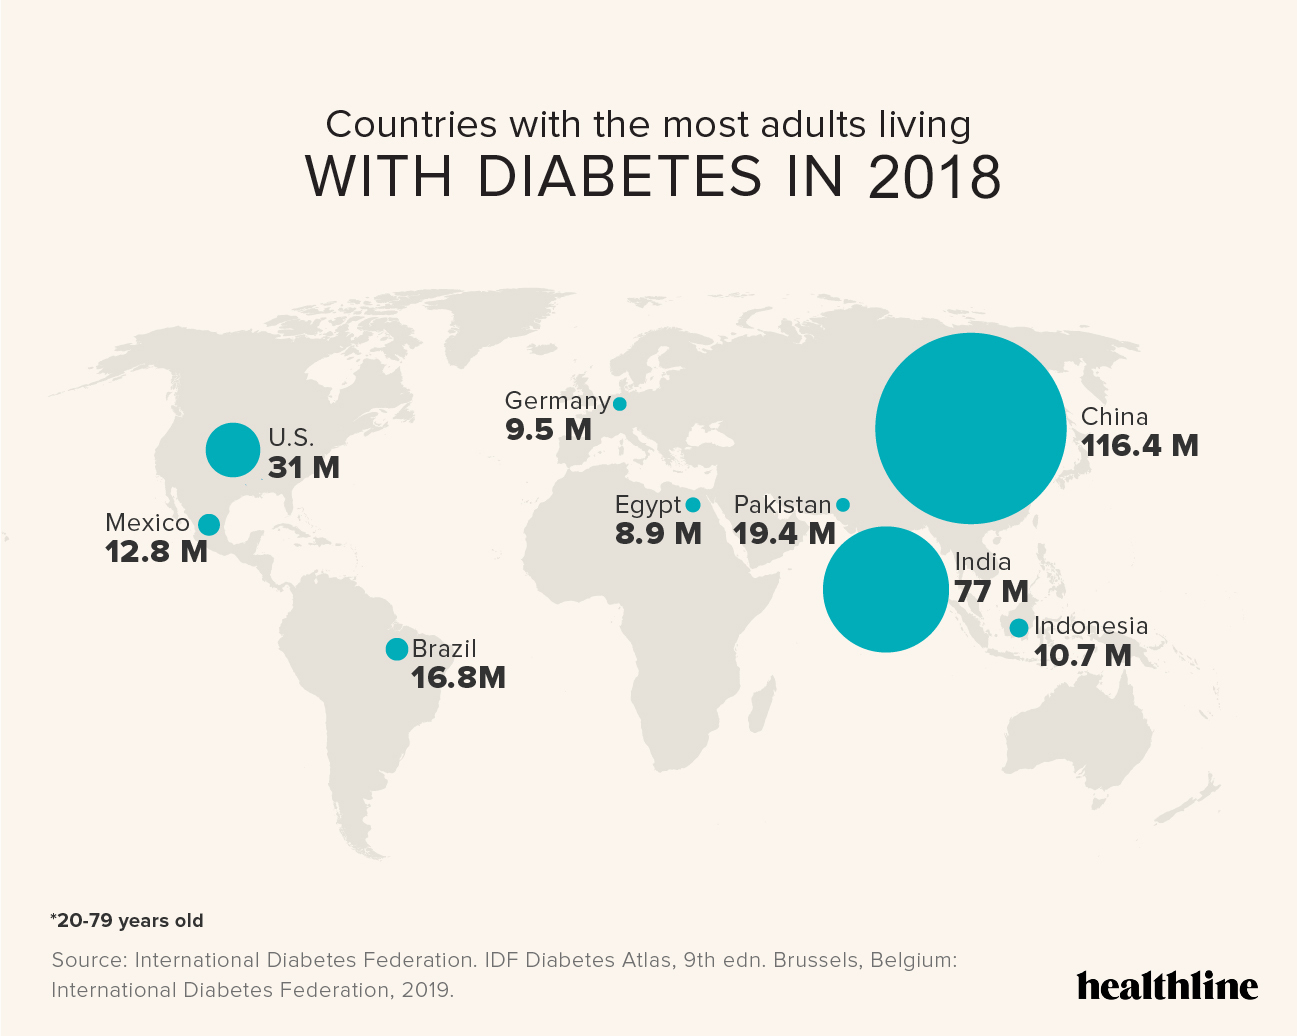 Countries with the most adults living
WITH DIABETES IN 2018
Germany
9.5 M
China
116.4 M
U.S.
31 M
Egypt
8.9 M
Pakistan
19.4 M
Mexico
12.8 M
India
77 M
Indonesia
10.7 M
Brazil
16.8M
*20-79 years old
Source: International Diabetes Federation. IDF Diabetes Atlas, 9th edn. Brussels, Belgium:
International Diabetes Federation, 2019.
healthline